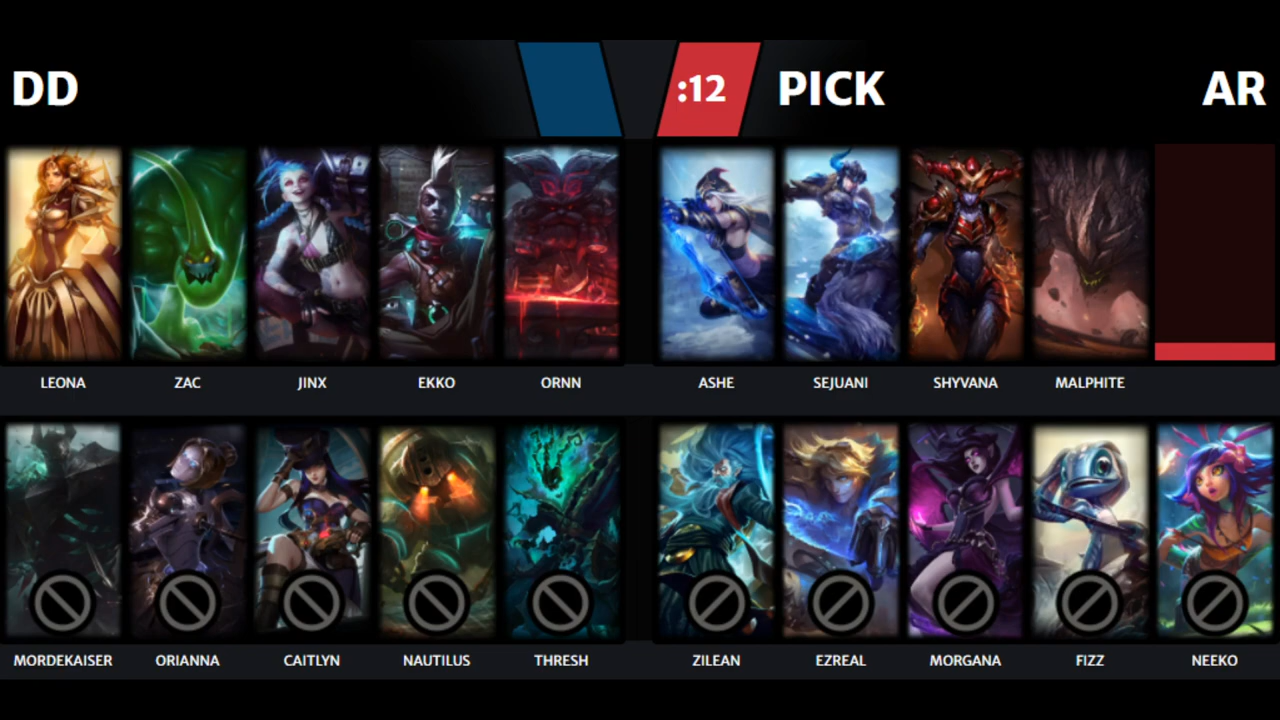 DD
:12 PICK
AR
LEONA ZAC JINX EKKO ORNN ASHE SEJUANI SHYVANA MALPHITE
MORDEKAISER ORIANNA CAITLYN NAUTILUS THRESH ZILEAN EZREAL MORGANA FIZZ NEEKO